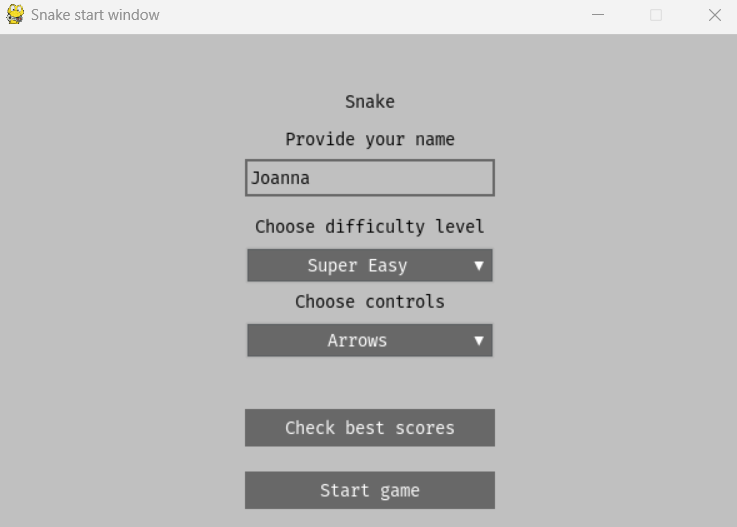 Snake start window
Snake
Provide your name
Joanna
Choose difficulty level
Super Easy
Choose controls
Arrows
Check best scores
Start game